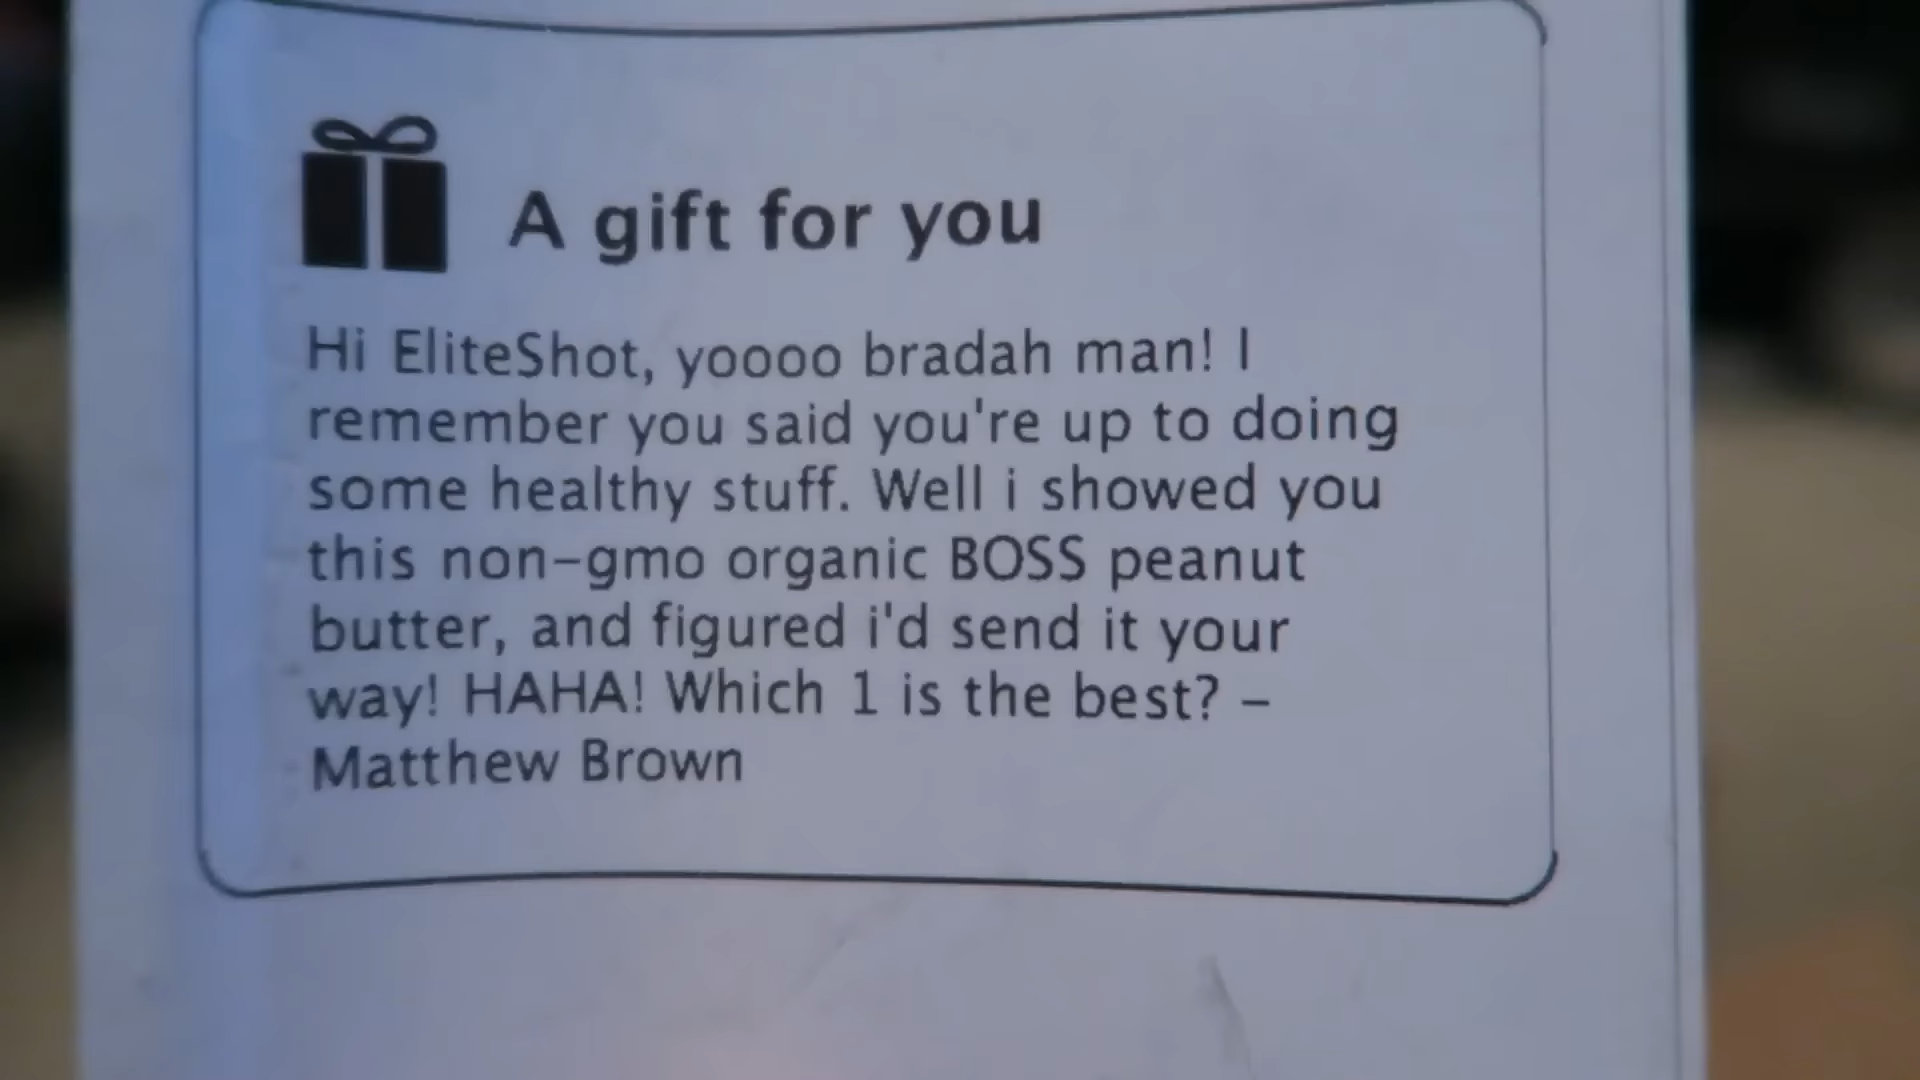 A gift for you
Hi EliteShot, yoooo bradah man! I
remember you said you're up to doing
some healthy stuff. Well i showed you
this non-gmo organic BOSS peanut
butter, and figured i'd send it your
way! HAHA! Which 1 is the best? -
Matthew Brown